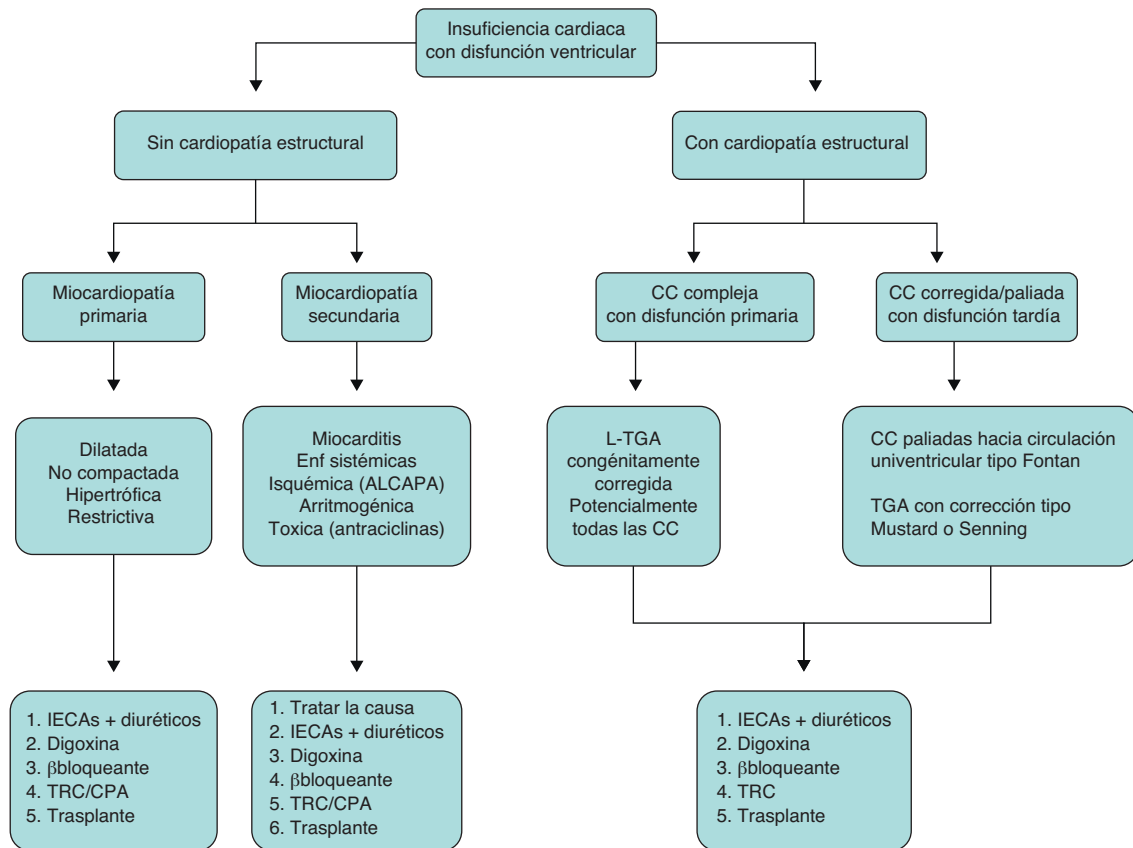 Insuficiencia cardiaca
con disfunción ventricular
Sin cardiopatía estructural
Con cardiopatía estructural
Miocardiopatía
primaria
Miocardiopatía
secundaria
CC compleja
con disfunción primaria
CC corregida/paliada
con disfunción tardía
Dilatada
No compactada
Hipertrófica
Restrictiva
Miocarditis
Enf sistémicas
Isquémica (ALCAPA)
Arritmogénica
Toxica (antraciclinas)
L-TGA
congénitamente
corregida
Potencialmente
todas las CC
CC paliadas hacia circulación
univentricular tipo Fontan
TGA con corrección tipo
Mustard o Senning
1. IECAs + diuréticos
2. Digoxina
3. βbloqueante
4. TRC/CPA
5. Trasplante
1. Tratar la causa
2. IECAs + diuréticos
3. Digoxina
4. βbloqueante
5. TRC/CPA
6. Trasplante
1. IECAs + diuréticos
2. Digoxina
3. βbloqueante
4. TRC
5. Trasplante